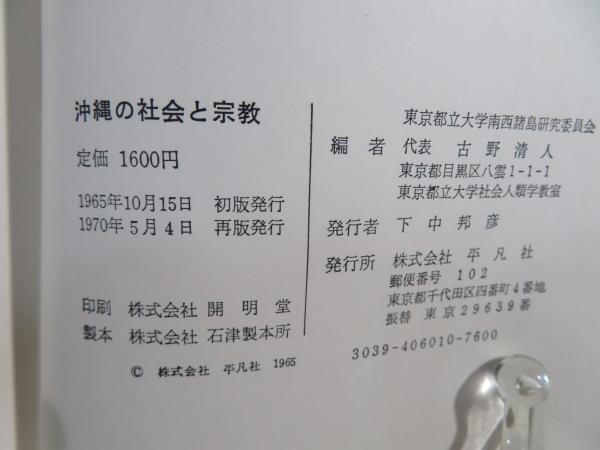 沖縄の社会と宗教
定価 1600円
1965年10月15日 初版発行
1970年5月4日 再版発行
印刷 株式会社 開明堂
製本 株式会社 石津製本所
© 株式会社 平凡社 1965
東京都立大学南西諸島研究委員会
編者 代表 古野清人
東京都目黒区八雲1-1-1
東京都立大学社会人類学教室
発行者 下中邦彦
発行所 株式会社 平凡社
郵便番号 102
東京都千代田区四番町4番地
振替 東京29639番
3039-406010-7600